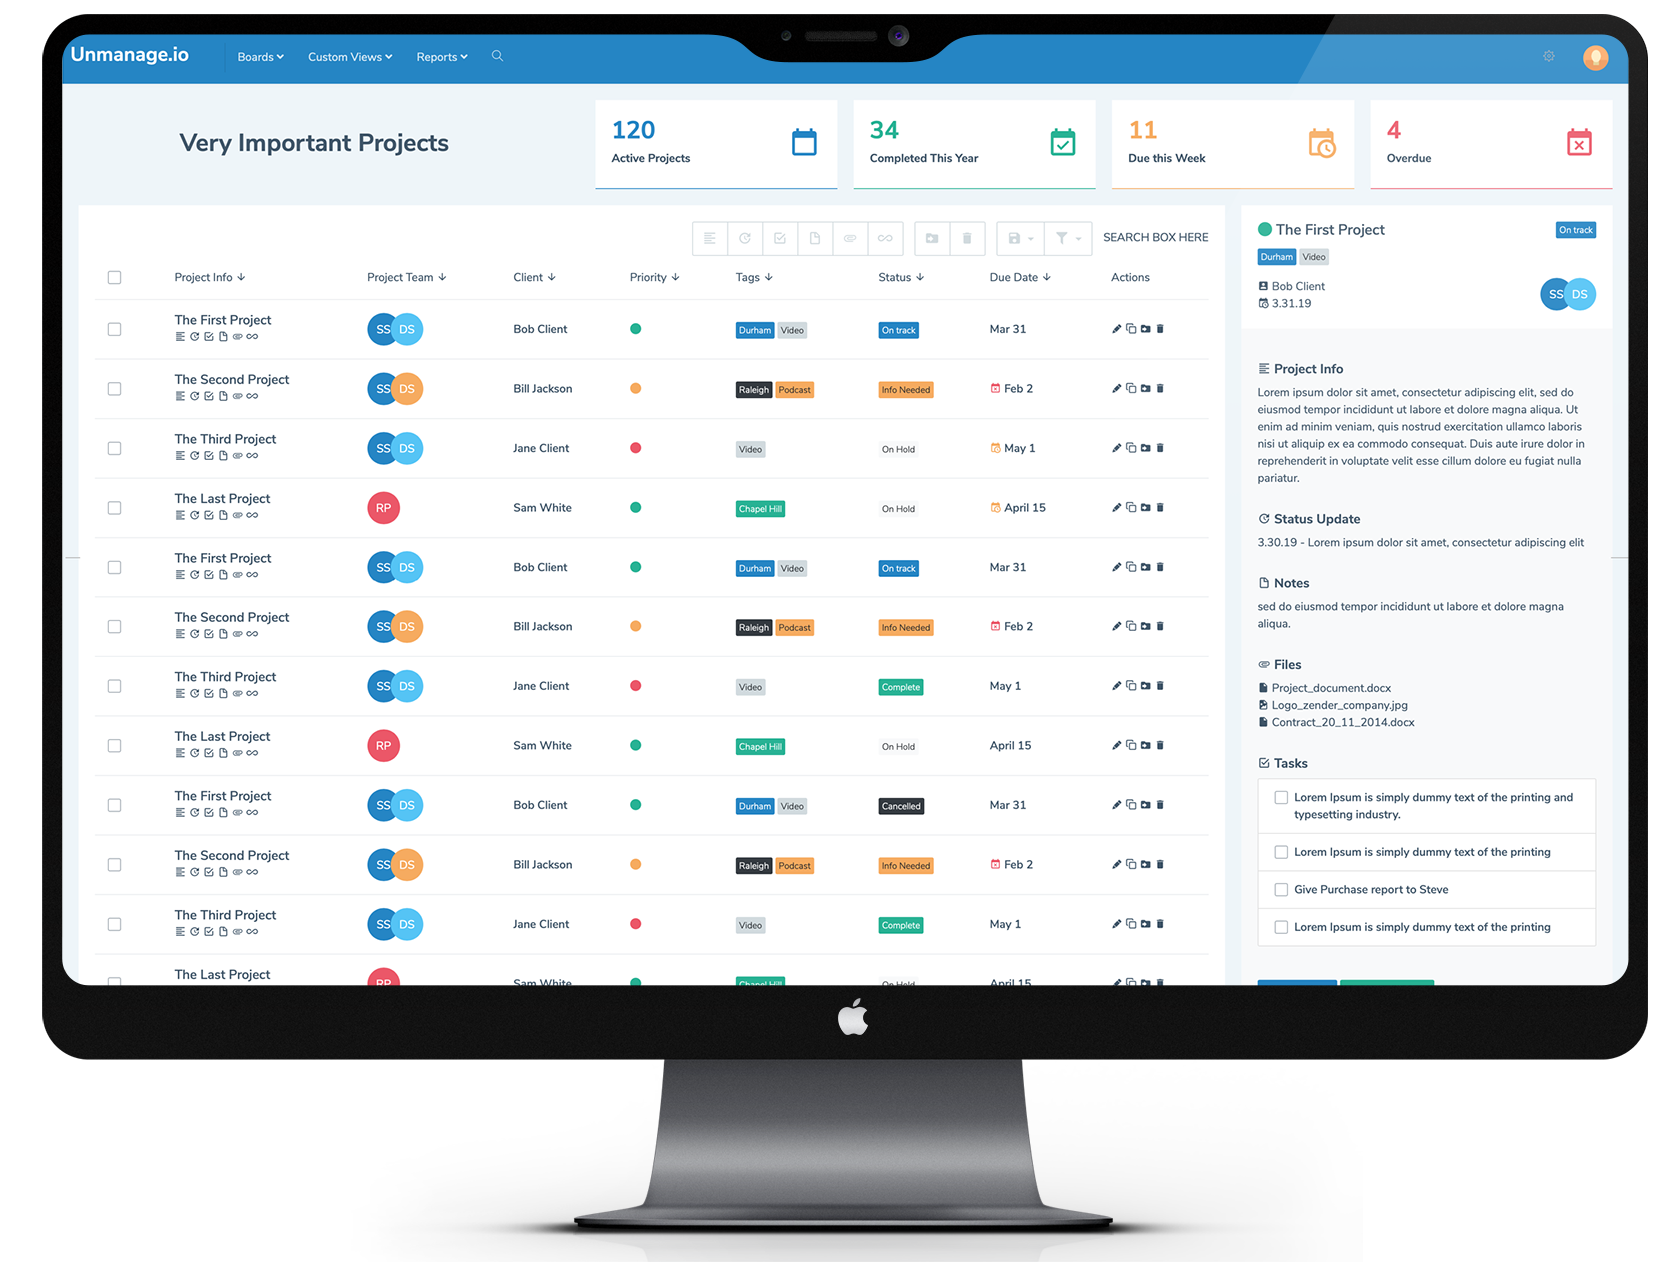 Unmanage.io
Boards
Custom Views
Reports
Very Important Projects
120
Active Projects
34
Completed This Year
11
Due this Week
4
Overdue
SEARCH BOX HERE
Project Info Project Team Client Priority Tags Status Due Date Actions
The First Project SS DS Bob Client Durham Video On track Mar 31
The Second Project SS DS Bill Jackson Raleigh Podcast Info Needed Feb 2
The Third Project SS DS Jane Client Video On Hold May 1
The Last Project RP Sam White Chapel Hill On Hold April 15
The First Project SS DS Bob Client Durham Video On track Mar 31
The Second Project SS DS Bill Jackson Raleigh Podcast Info Needed Feb 2
The Third Project SS DS Jane Client Video Complete May 1
The Last Project RP Sam White Chapel Hill On Hold April 15
The First Project SS DS Bob Client Durham Video Cancelled Mar 31
The Second Project SS DS Bill Jackson Raleigh Podcast Info Needed Feb 2
The Third Project SS DS Jane Client Video Complete May 1
The Last Project RP Sam White Chapel Hill On Hold April 15
The First Project On track
Durham Video
Bob Client
3.31.19
SS DS
Project Info
Lorem ipsum dolor sit amet, consectetur adipiscing elit, sed do
eiusmod tempor incididunt ut labore et dolore magna aliqua. Ut
enim ad minim veniam, quis nostrud exercitation ullamco laboris
nisi ut aliquip ex ea commodo consequat. Duis aute irure dolor in
reprehenderit in voluptate velit esse cillum dolore eu fugiat nulla
pariatur.
Status Update
3.30.19 - Lorem ipsum dolor sit amet, consectetur adipiscing elit
Notes
sed do eiusmod tempor incididunt ut labore et dolore magna
aliqua.
Files
Project_document.docx
Logo_zender_company.jpg
Contract_20_11_2014.docx
Tasks
Lorem Ipsum is simply dummy text of the printing and
typesetting industry.
Lorem Ipsum is simply dummy text of the printing
Give Purchase report to Steve
Lorem Ipsum is simply dummy text of the printing